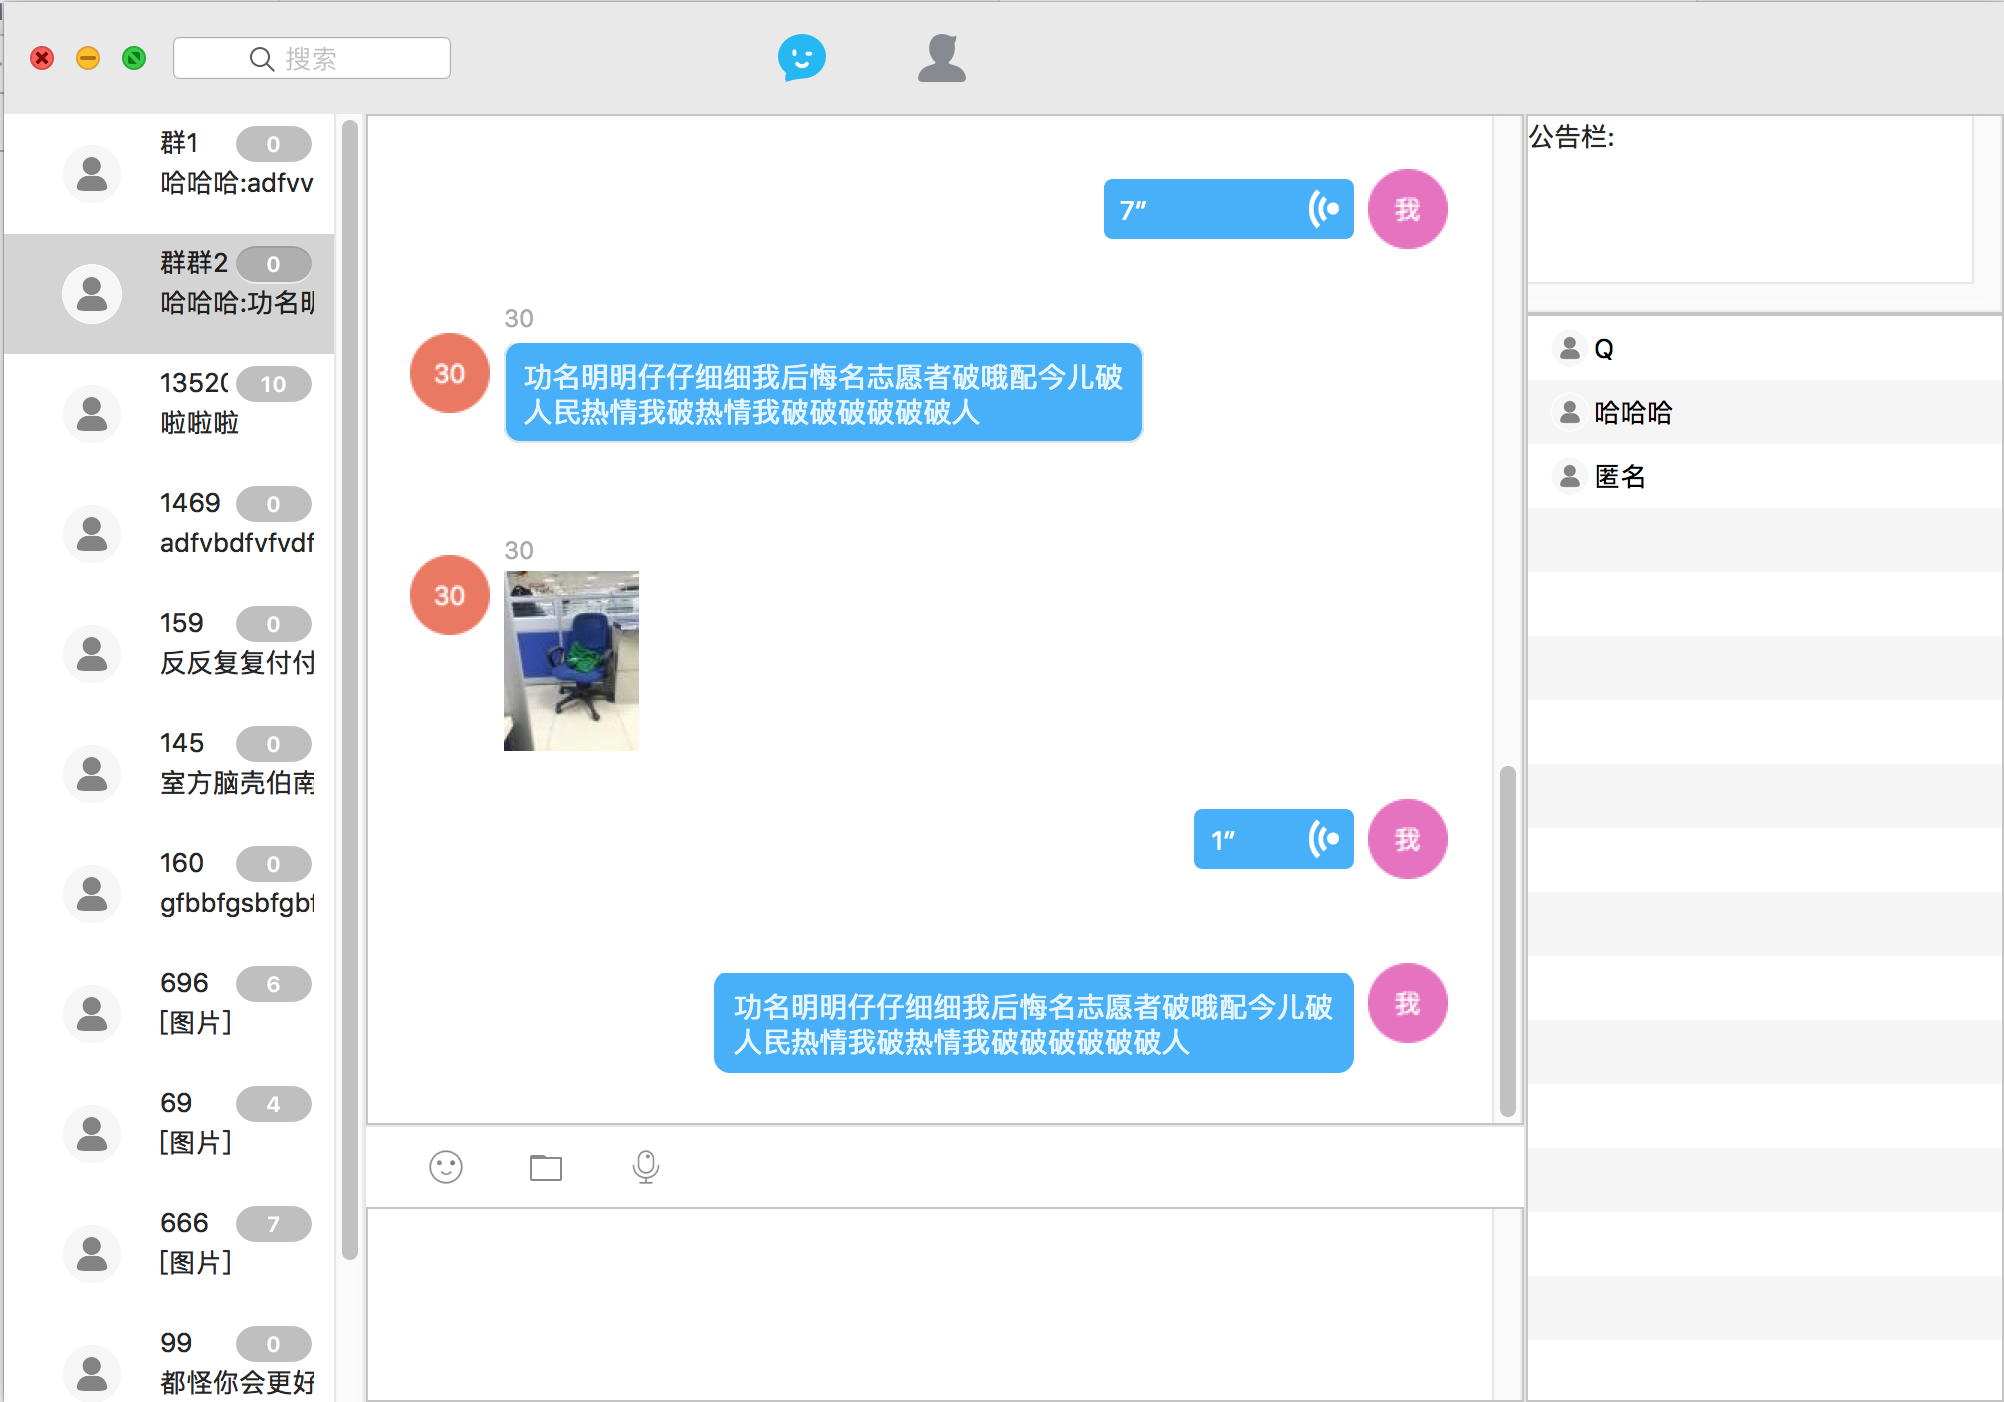 搜索
群1
0
哈哈哈:adfvv
群群2
0
哈哈哈:功名
1352
10
啦啦啦
1469
0
adfvbdfvfvdf
159
0
反反复复付付
145
0
室方脑壳伯南
160
0
gfbbfgsbfgb
696
6
[图片]
69
4
[图片]
666
7
[图片]
99
0
都怪你会更好
7″
我
30
30
功名明明仔仔细细我后悔名志愿者破哦配今儿破
人民热情我破热情我破破破破破破人
30
30
1″
我
功名明明仔仔细细我后悔名志愿者破哦配今儿破
人民热情我破热情我破破破破破破人
我
公告栏:
Q
哈哈哈
匿名